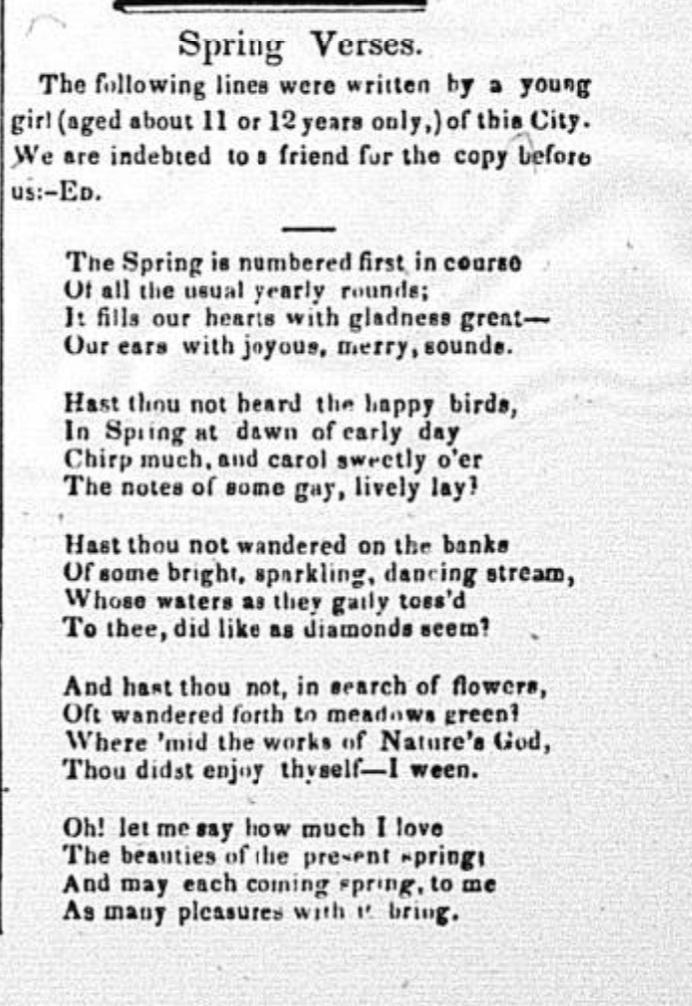 Spring Verses.
The following lines were written by a young
girl (aged about 11 or 12 years only,) of this City.
We are indebted to a friend for the copy before
us:-ED.
The Spring is numbered first, in course
Of all the usual yearly rounds;
It fills our hearts with gladness great—
Our ears with joyous, merry, sounds.
Hast thou not heard the happy birds,
In Spring at dawn of early day
Chirp much, and carol sweetly o'er
The notes of some gay, lively lay?
Hast thou not wandered on the banks
Of some bright, sparkling, dancing stream,
Whose waters as they gaily toss'd
To thee, did like as diamonds seem?
And hast thou not, in search of flowers,
Oft wandered forth to meadows green?
Where 'mid the works of Nature's God,
Thou didst enjoy thyself—I ween.
Oh! let me say how much I love
The beauties of the present spring;
And may each coming spring, to me
As many pleasures with it bring.